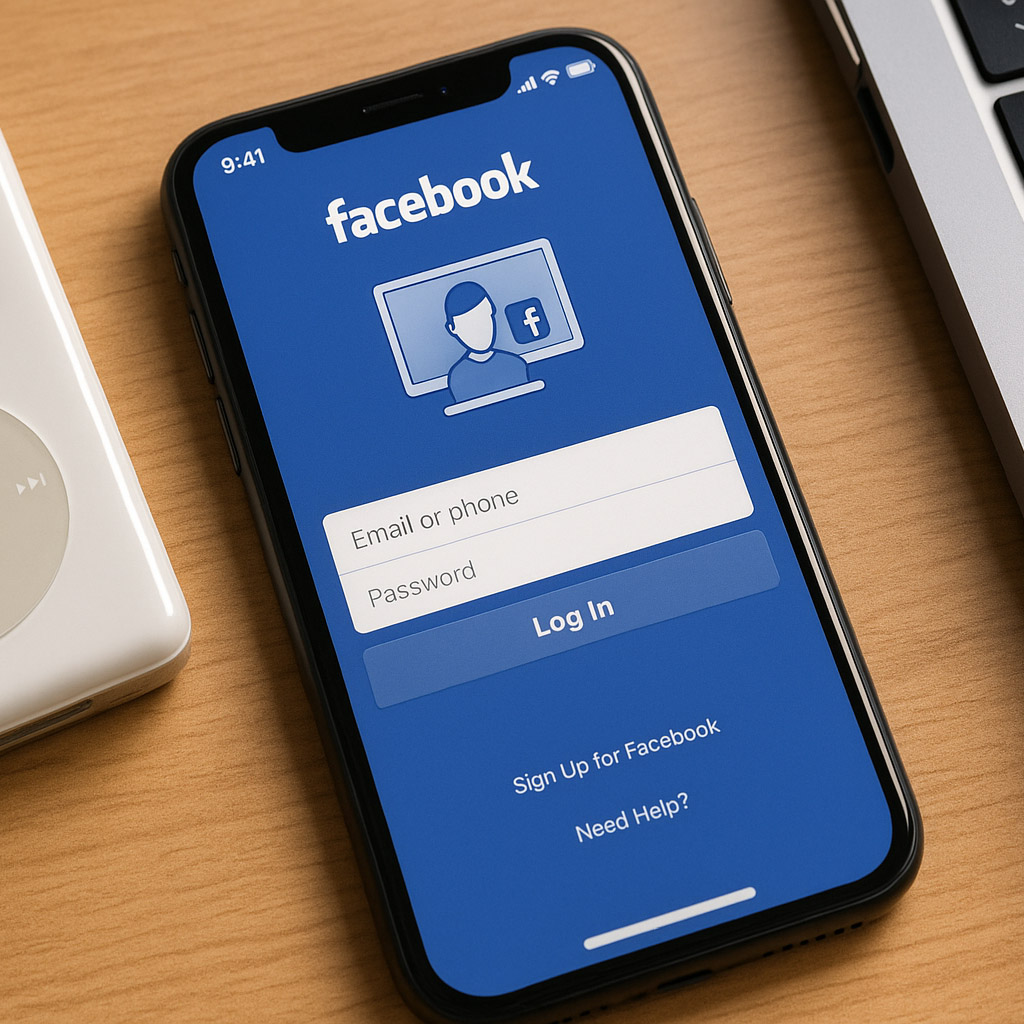 9:41
facebook
f
Email or phone
Password
Log In
Sign Up for Facebook
Need Help?